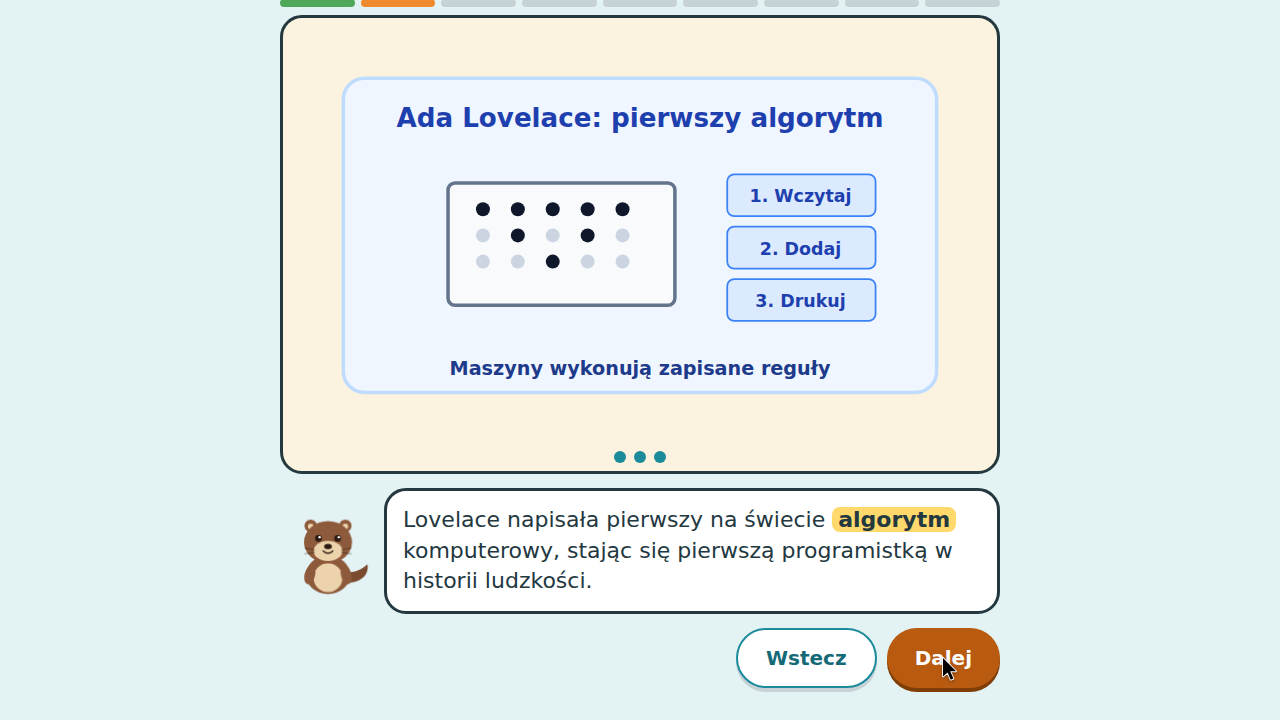 Ada Lovelace: pierwszy algorytm
1. Wczytaj
2. Dodaj
3. Drukuj
Maszyny wykonują zapisane reguły
Lovelace napisała pierwszy na świecie algorytm
komputerowy, stając się pierwszą programistką w
historii ludzkości.
Wstecz
Dalej